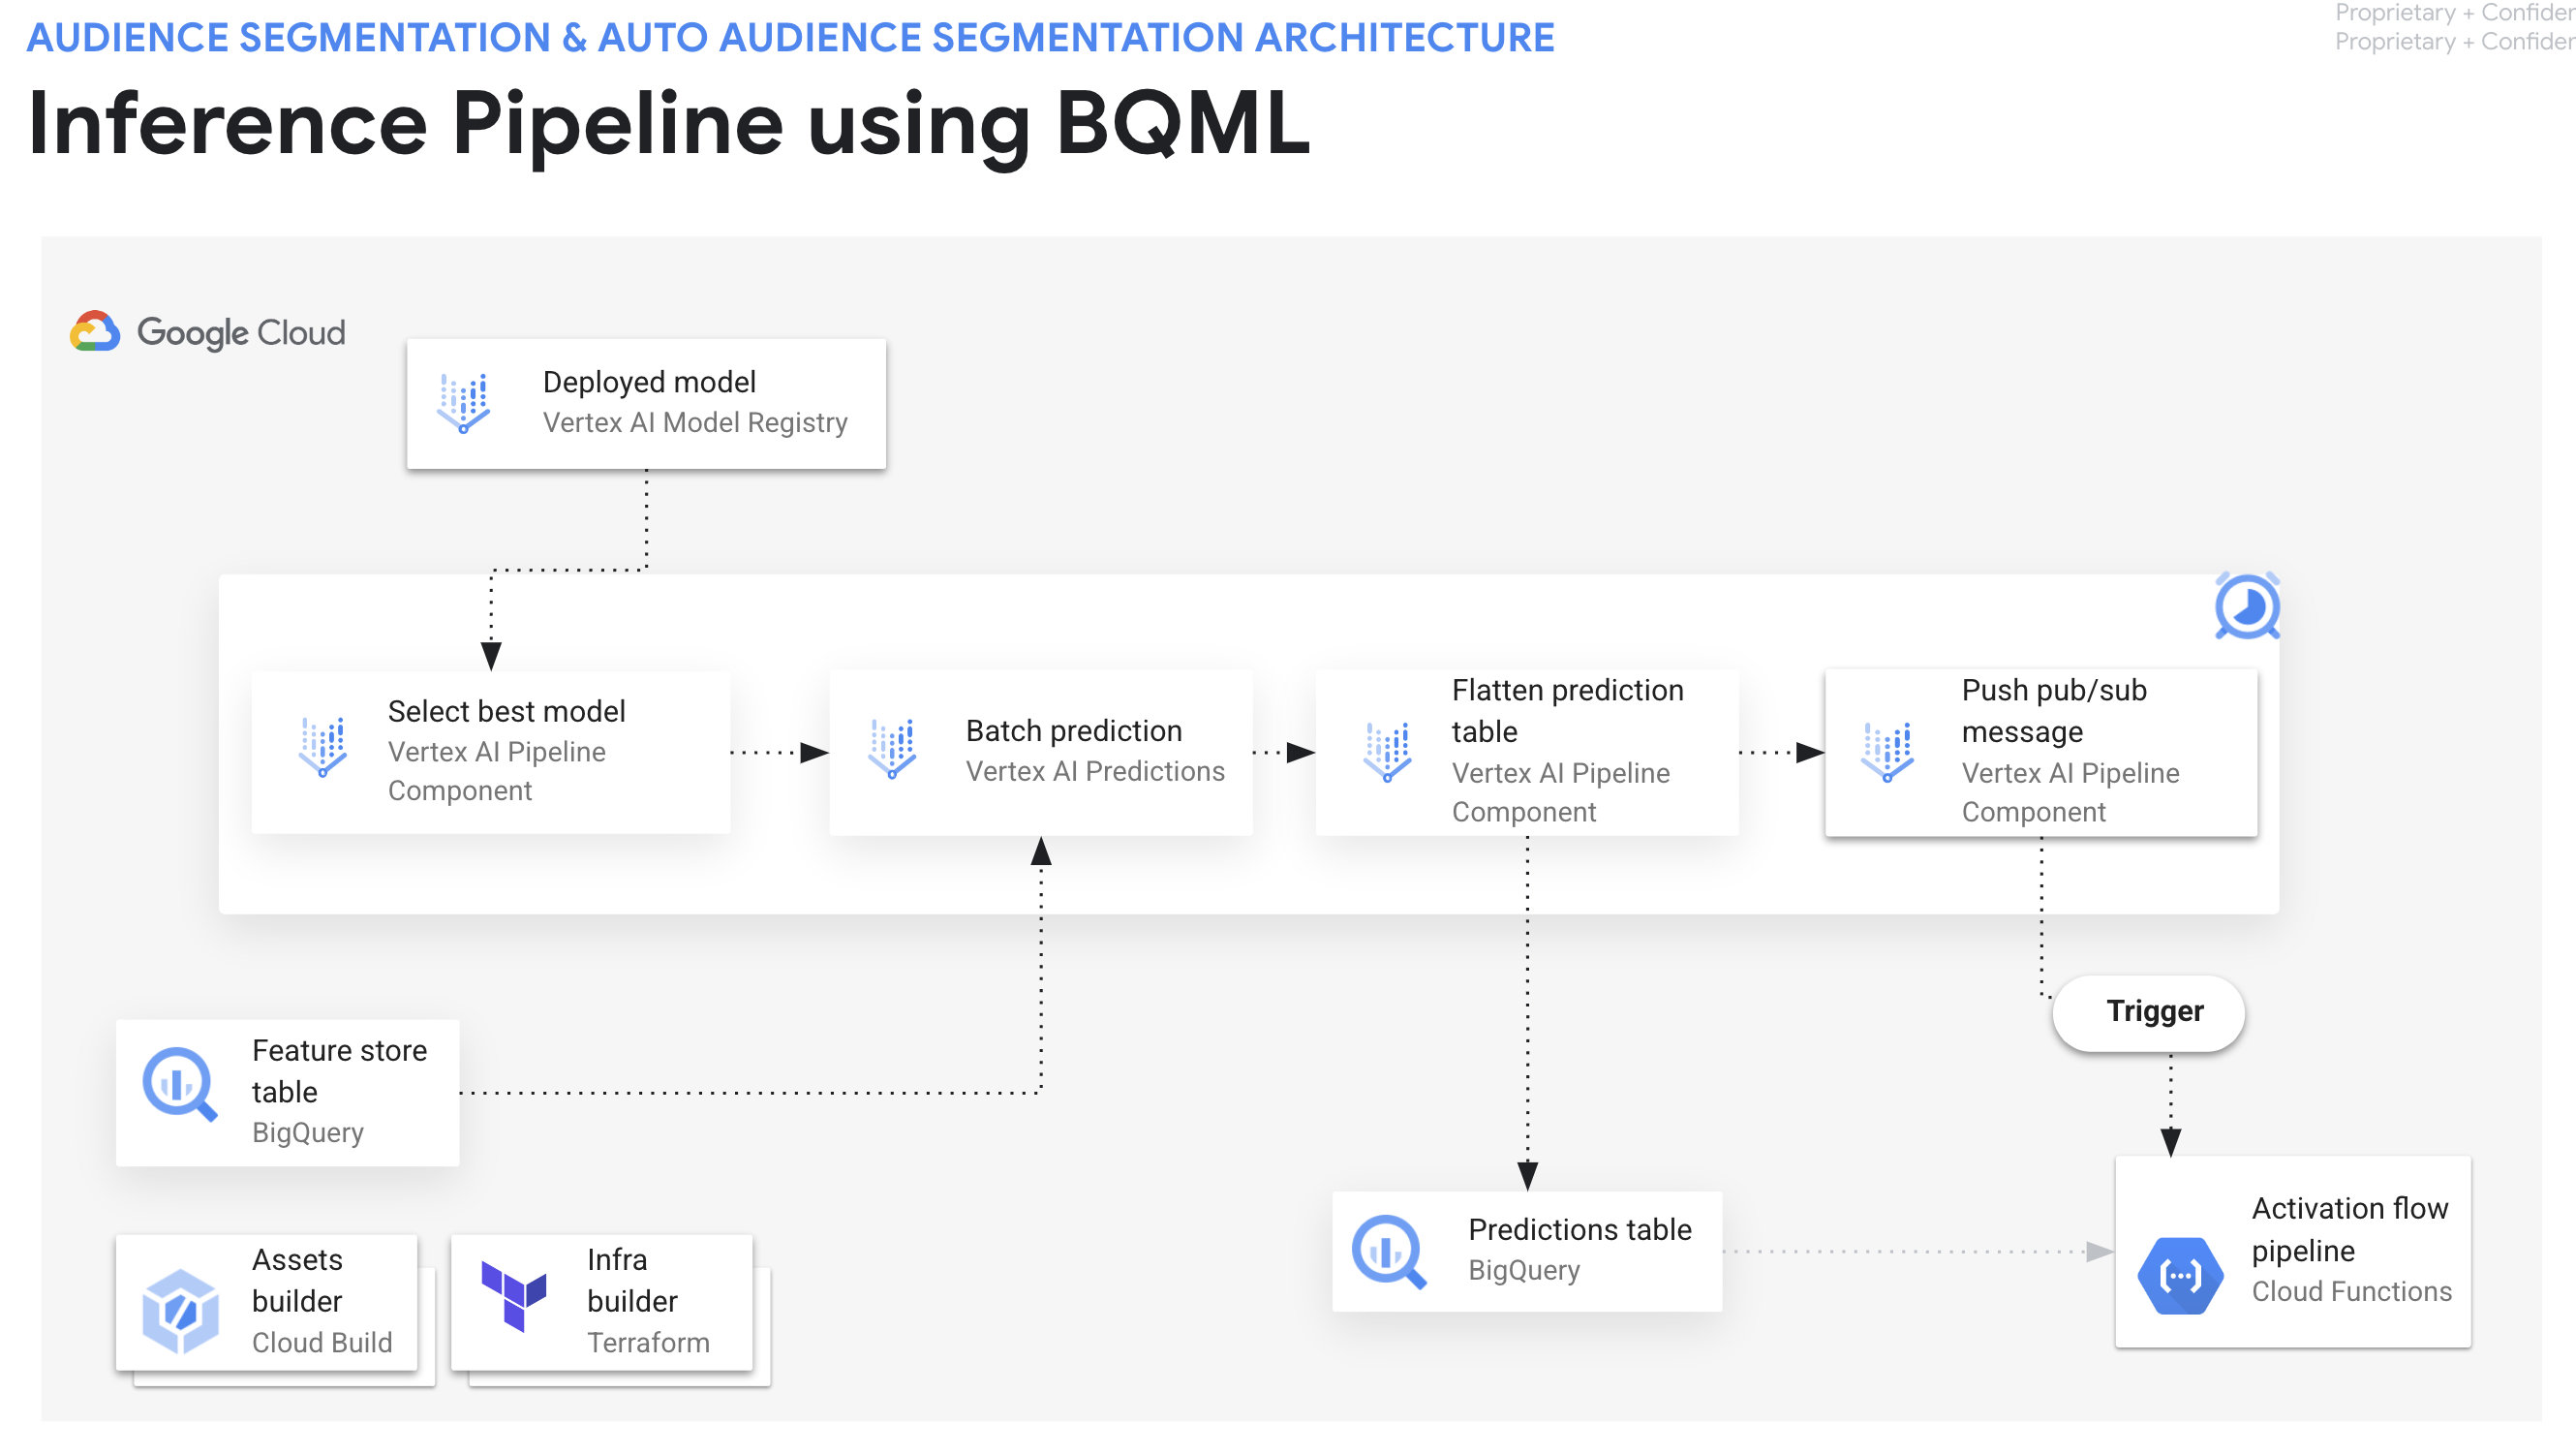 AUDIENCE SEGMENTATION & AUTO AUDIENCE SEGMENTATION ARCHITECTURE
Proprietary + Confiden
Proprietary + Confiden
Inference Pipeline using BQML
Google Cloud
Deployed model
Vertex AI Model Registry
Select best model
Vertex AI Pipeline
Component
Batch prediction
Vertex AI Predictions
Flatten prediction
table
Vertex AI Pipeline
Component
Push pub/sub
message
Vertex AI Pipeline
Component
Trigger
Feature store
table
BigQuery
Predictions table
BigQuery
Activation flow
pipeline
Cloud Functions
Assets
builder
Cloud Build
Infra
builder
Terraform